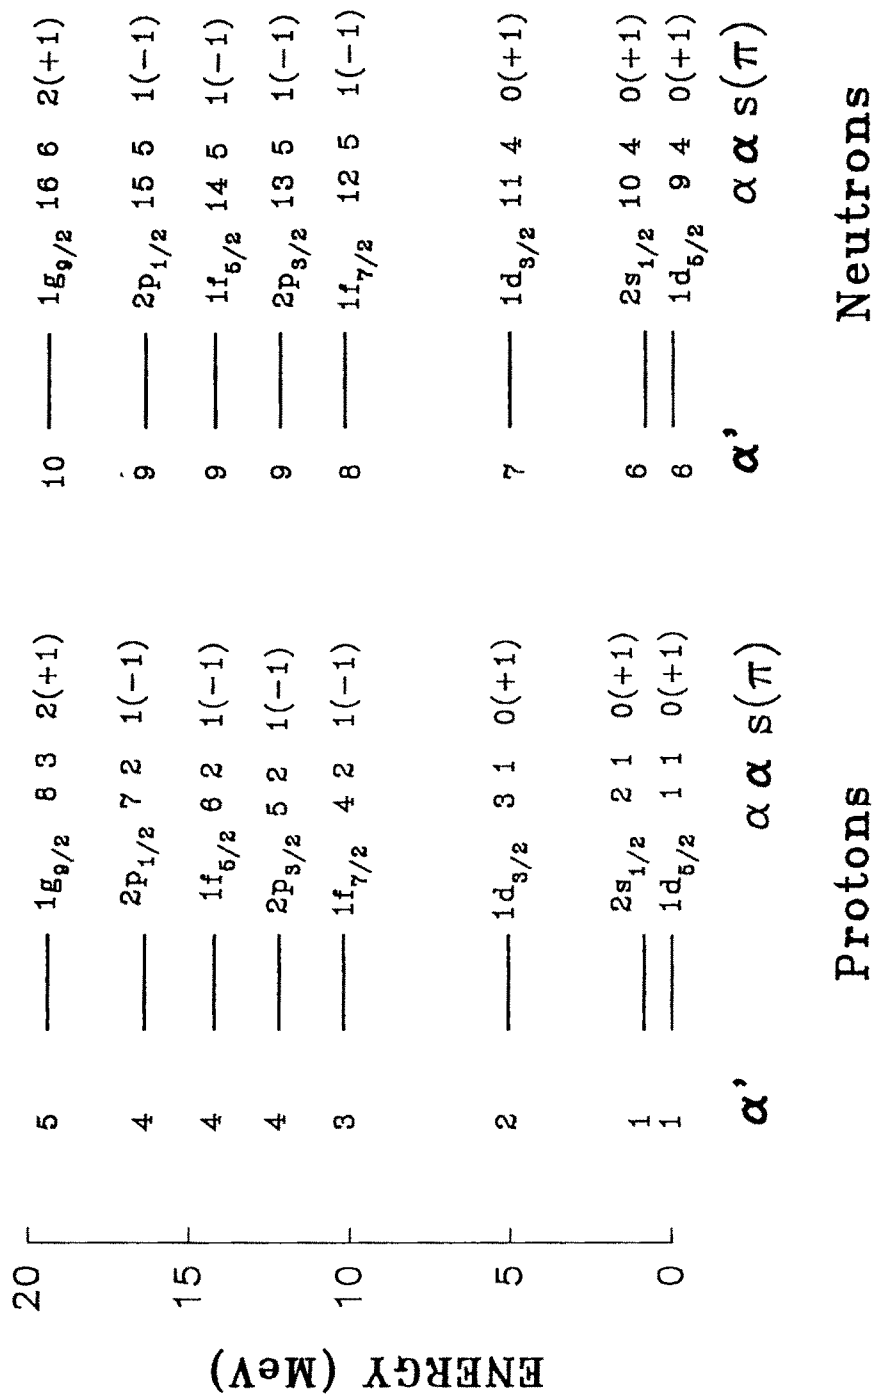 ENERGY (MeV)
20
15
10
5
0
5 1g9/2 8 3 2(+1) 10 1g9/2 16 6 2(+1)
4 2p1/2 7 2 1(−1) 9 2p1/2 15 5 1(−1)
4 1f5/2 6 2 1(−1) 9 1f5/2 14 5 1(−1)
4 2p3/2 5 2 1(−1) 9 2p3/2 13 5 1(−1)
3 1f7/2 4 2 1(−1) 8 1f7/2 12 5 1(−1)
2 1d3/2 3 1 0(+1) 7 1d3/2 11 4 0(+1)
1 2s1/2 2 1 0(+1) 6 2s1/2 10 4 0(+1)
1 1d5/2 1 1 0(+1) 6 1d5/2 9 4 0(+1)
α' α α s(π) α' α α s(π)
Protons Neutrons